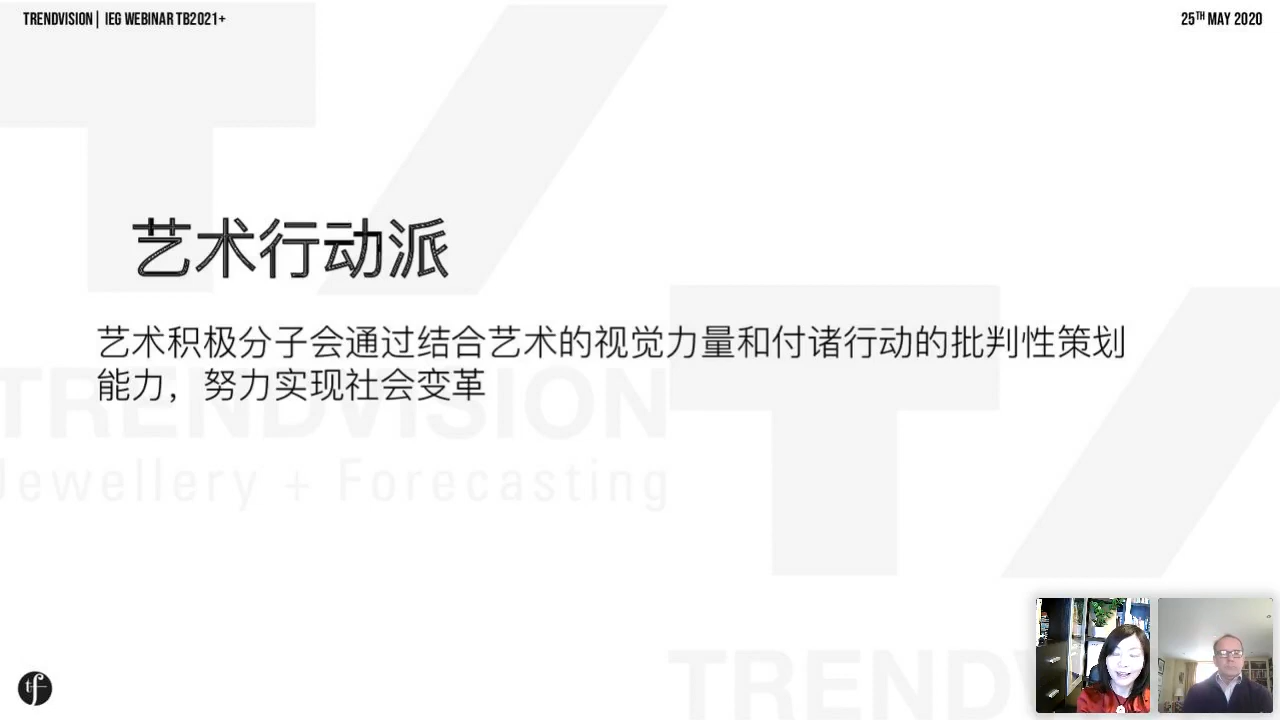 TRENDVISION | IEG WEBINAR TB2021+
25TH MAY 2020
艺术行动派
艺术积极分子会通过结合艺术的视觉力量和付诸行动的批判性策划
能力，努力实现社会变革
TRENDVISION
Jewellery + Forecasting
TRENDV
tf